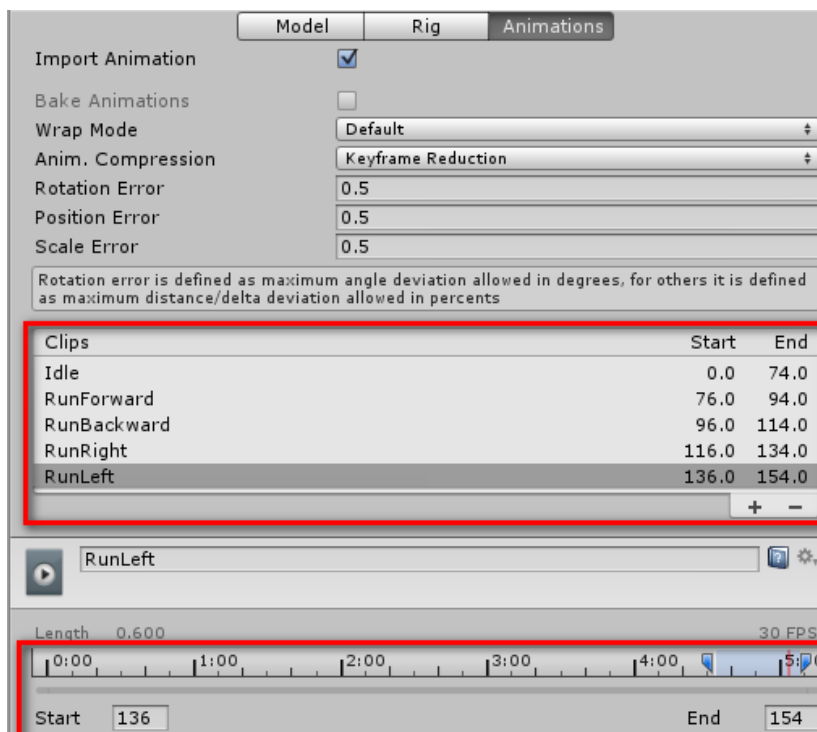 Model Rig Animations
Import Animation
Bake Animations
Wrap Mode Default
Anim. Compression Keyframe Reduction
Rotation Error 0.5
Position Error 0.5
Scale Error 0.5
Rotation error is defined as maximum angle deviation allowed in degrees, for others it is defined
as maximum distance/delta deviation allowed in percents
Clips Start End
Idle 0.0 74.0
RunForward 76.0 94.0
RunBackward 96.0 114.0
RunRight 116.0 134.0
RunLeft 136.0 154.0
+ −
RunLeft
Length 0.600 30 FPS
0:00 1:00 2:00 3:00 4:00
Start 136 End 154